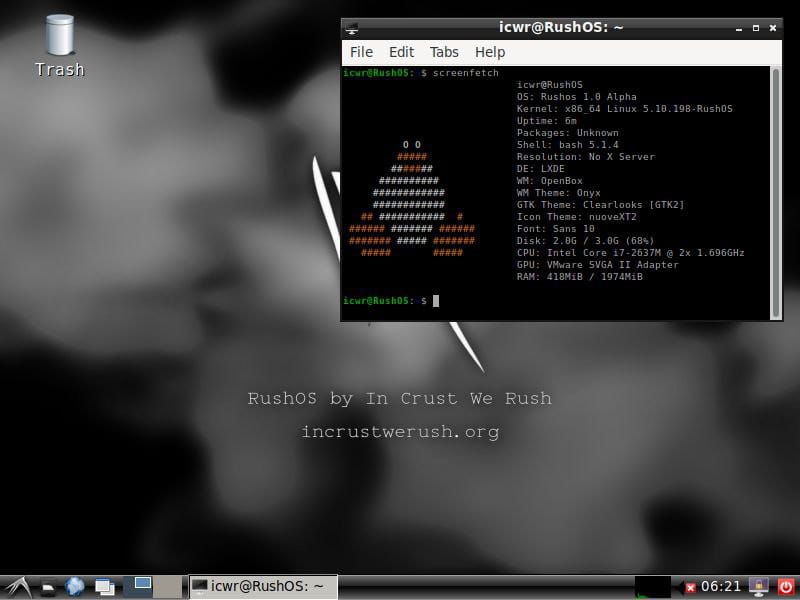 Trash
icwr@RushOS: ~
File Edit Tabs Help
icwr@RushOS: $ screenfetch
icwr@RushOS
OS: Rushos 1.0 Alpha
Kernel: x86_64 Linux 5.10.198-RushOS
Uptime: 6m
Packages: Unknown
Shell: bash 5.1.4
Resolution: No X Server
DE: LXDE
WM: OpenBox
WM Theme: Onyx
GTK Theme: Clearlooks [GTK2]
Icon Theme: nuoveXT2
Font: Sans 10
Disk: 2.0G / 3.0G (68%)
CPU: Intel Core i7-2637M @ 2x 1.696GHz
GPU: VMware SVGA II Adapter
RAM: 418MiB / 1974MiB
icwr@RushOS: $
RushOS by In Crust We Rush
incrustwerush.org
icwr@RushOS: ~
06:21